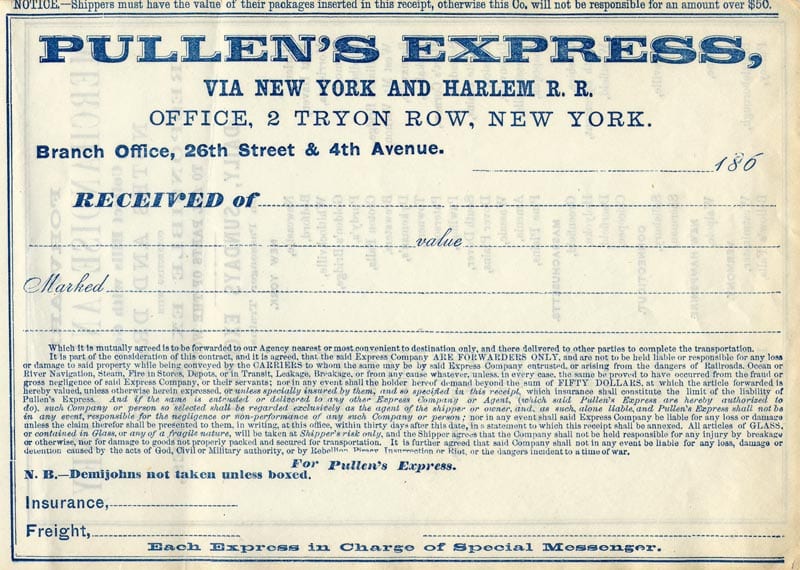 NOTICE.—Shippers must have the value of their packages inserted in this receipt, otherwise this Co, will not be responsible for an amount over $50.
PULLEN'S EXPRESS,
VIA NEW YORK AND HARLEM R. R.
OFFICE, 2 TRYON ROW, NEW YORK.
Branch Office, 26th Street & 4th Avenue.
186
RECEIVED of
value
Marked
Which it is mutually agreed is to be forwarded to our Agency nearest or most convenient to destination only, and there delivered to other parties to complete the transportation.
It is part of the consideration of this contract, and it is agreed, that the said Express Company ARE FORWARDERS ONLY, and are not to be held liable or responsible for any loss
or damage to said property while being conveyed by the CARRIERS to whom the same may be by said Express Company entrusted, or arising from the dangers of Railroads, Ocean or
River Navigation, Steam, Fire in Stores, Depots, or in Transit, Leakage, Breakage, or from any cause whatever, unless, in every case, the same be proved to have occurred from the fraud or
gross negligence of said Express Company, or their servants; nor in any event shall the holder hereof demand beyond the sum of FIFTY DOLLARS, at which the article forwarded is
hereby valued, unless otherwise herein expressed, or unless specially insured by them, and so specified in this receipt, which insurance shall constitute the limit of the liability of
Pullen's Express. And if the same is entrusted or delivered to any other Express Company or Agent, (which said Pullen's Express are hereby authorized to
do), such Company or person so selected shall be regarded exclusively as the agent of the shipper or owner, and, as such, alone liable, and Pullen's Express shall not be
in any event, responsible for the negligence or non-performance of any such Company or person; nor in any event shall said Express Company be liable for any loss or damage
unless the claim therefor shall be presented to them, in writing, at this office, within thirty days after this date, in a statement to which this receipt shall be annexed. All articles of GLASS,
or contained in Glass, or any of a fragile nature, will be taken at Shipper's risk only, and the Shipper agrees that the Company shall not be held responsible for any injury by breakage
or otherwise, nor for damage to goods not properly packed and secured for transportation. It is further agreed that said Company shall not in any event be liable for any loss, damage or
detention caused by the acts of God, Civil or Military authority, or by Rebellion, Piracy, Insurrection or Riot, or the dangers incident to a time of war.
For Pullen's Express.
N. B.—Demijohns not taken unless boxed.
Insurance,
Freight,
Each Express in Charge of Special Messenger.